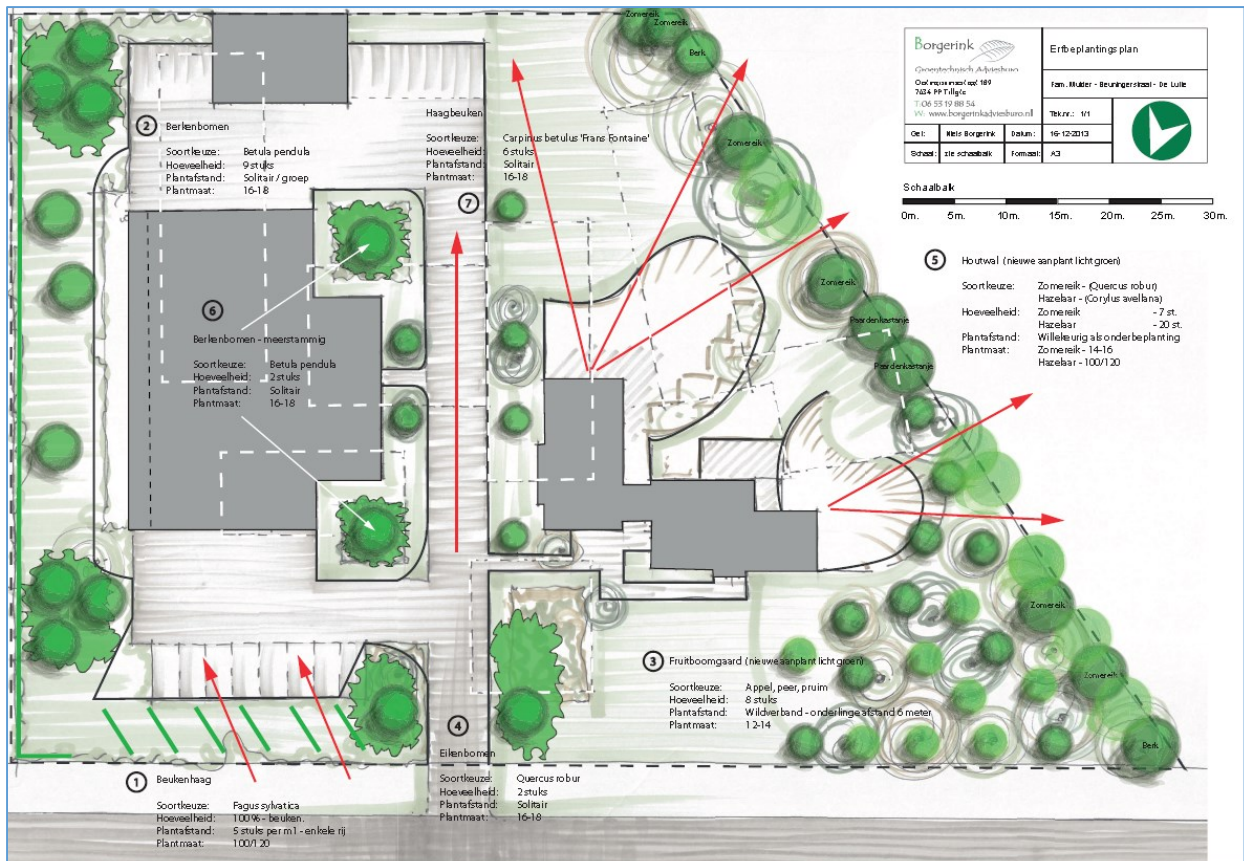 Zomereik
Zomereik
Berk
Borgerink
Groentechnisch Adviesburo
T: 06 53 19 88 54
W: www.borgerinkadviesburo.nl
Erfbeplantingsplan
Fam. Mulder - Beuningerstraat - De Lutte
Tek.nr.: 1/1
Get.: Niels Borgerink Datum: 16-12-2013
Schaal: zie schaalbalk Formaat: A3
Schaalbalk
0m. 5m. 10m. 15m. 20m. 25m. 30m.
2 Berkenbomen
Soortkeuze: Betula pendula
Hoeveelheid: 9 stuks
Plantafstand: Solitair / groep
Plantmaat: 16-18
Haagbeuken
Soortkeuze: Carpinus betulus 'Frans Fontaine'
Hoeveelheid: 6 stuks
Plantafstand: Solitair
Plantmaat: 16-18
7
Zomereik
5 Houtwal (nieuwe aanplant lichtgroen)
Soortkeuze: Zomereik - (Quercus robur)
Hazelaar - (Corylus avellana)
Hoeveelheid: Zomereik - 7 st.
Hazelaar - 20 st.
Plantafstand: Willekeurig als onderbeplanting
Plantmaat: Zomereik - 14-16
Hazelaar - 100/120
Zomereik
Paardenkastanje
Paardenkastanje
6
Berkenbomen - meerstammig
Soortkeuze: Betula pendula
Hoeveelheid: 2 stuks
Plantafstand: Solitair
Plantmaat: 16-18
Zomereik
Zomereik
Berk
3 Fruitboomgaard (nieuwe aanplant lichtgroen)
Soortkeuze: Appel, peer, pruim
Hoeveelheid: 8 stuks
Plantafstand: Wildverband - onderlinge afstand 6 meter
Plantmaat: 12-14
4
Eikenbomen
Soortkeuze: Quercus robur
Hoeveelheid: 2 stuks
Plantafstand: Solitair
Plantmaat: 16-18
1 Beukenhaag
Soortkeuze: Fagus sylvatica
Hoeveelheid: 100% - beuken.
Plantafstand: 5 stuks per m1 - enkele rij
Plantmaat: 100/120